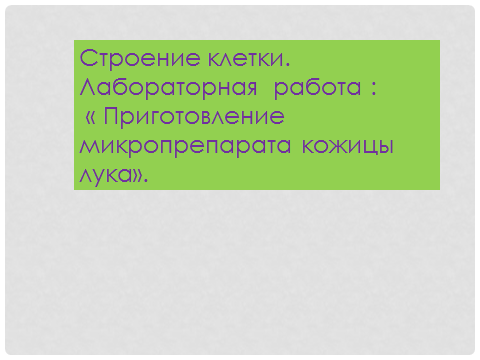 Строение клетки.
Лабораторная работа :
« Приготовление
микропрепарата кожицы
лука».